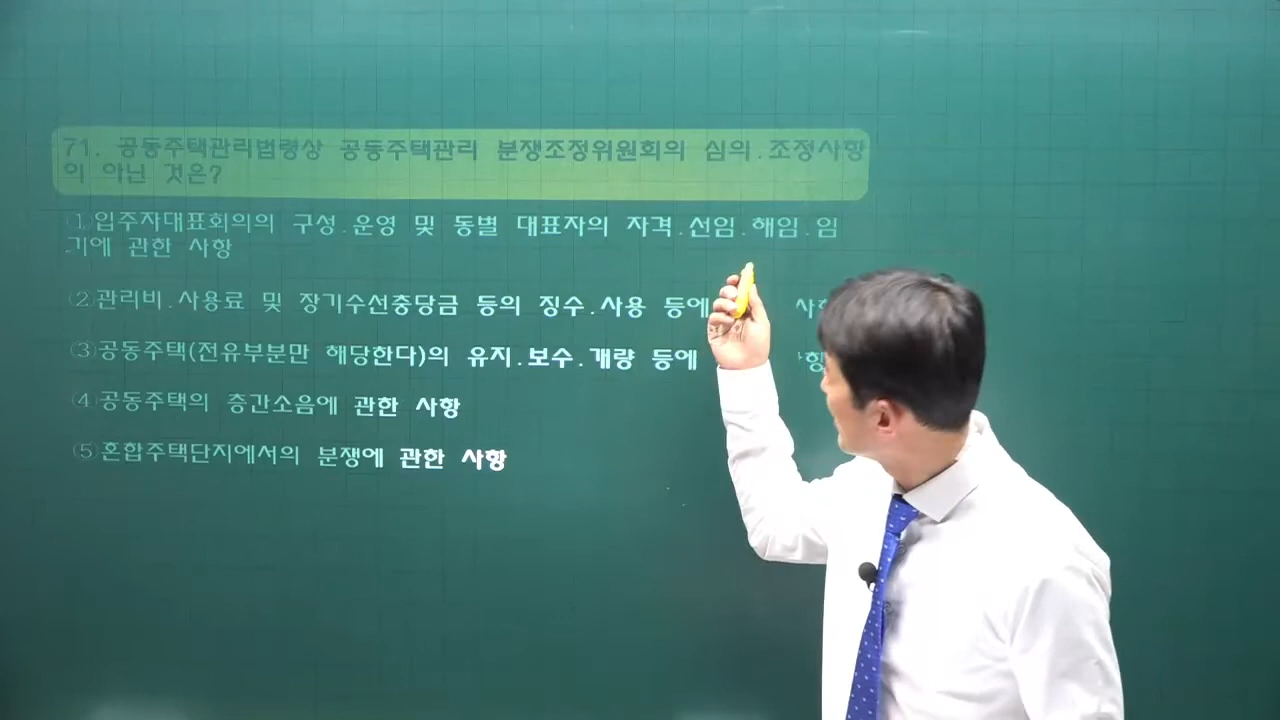 71. 공동주택관리법령상 공동주택관리 분쟁조정위원회의 심의.조정사항
이 아닌 것은?
①입주자대표회의의 구성.운영 및 동별 대표자의 자격.선임.해임.임
기에 관한 사항
②관리비.사용료 및 장기수선충당금 등의 징수.사용 등에
③공동주택(전유부분만 해당한다)의 유지.보수.개량 등에
④공동주택의 층간소음에 관한 사항
⑤혼합주택단지에서의 분쟁에 관한 사항